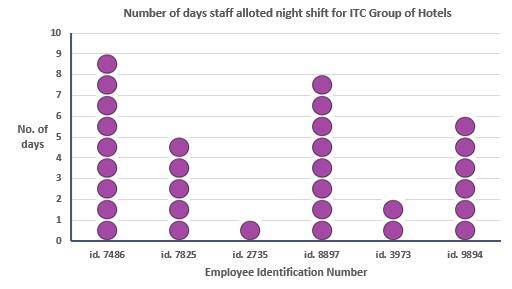 Number of days staff alloted night shift for ITC Group of Hotels
10
9
8
7
6
5
4
3
2
1
0
No. of
days
id. 7486 id. 7825 id. 2735 id. 8897 id. 3973 id. 9894
Employee Identification Number